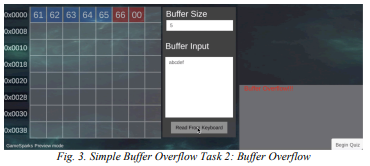 0x0000 61 62 63 64 65 66 00
0x0008
0x0010
0x0018
0x0020
0x0028
0x0030
0x0038
Buffer Size
Buffer Input
abcdef
Read From Keyboard
GameSparks Preview mode
Begin Quiz
Fig. 3. Simple Buffer Overflow Task 2: Buffer Overflow